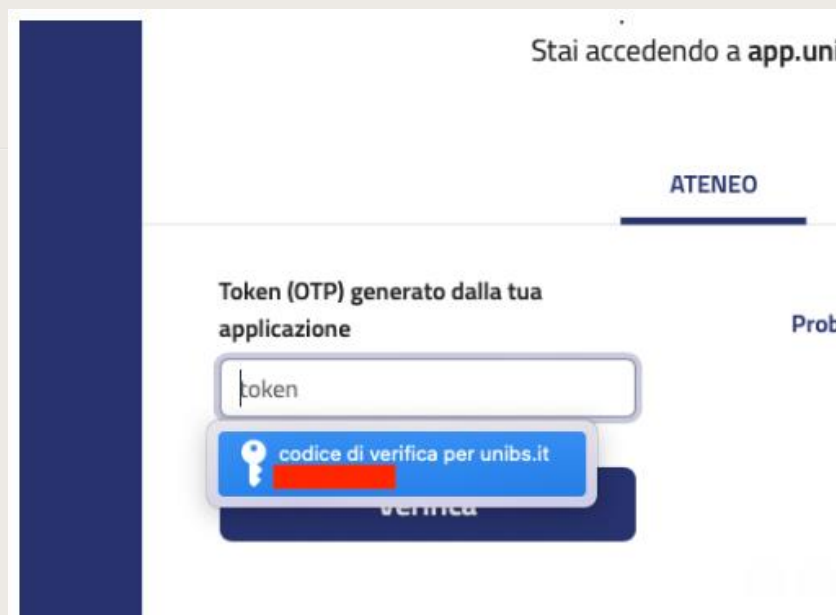 Stai accedendo a app.uni
ATENEO
Token (OTP) generato dalla tua
applicazione
Prob
token
codice di verifica per unibs.it
Verifica